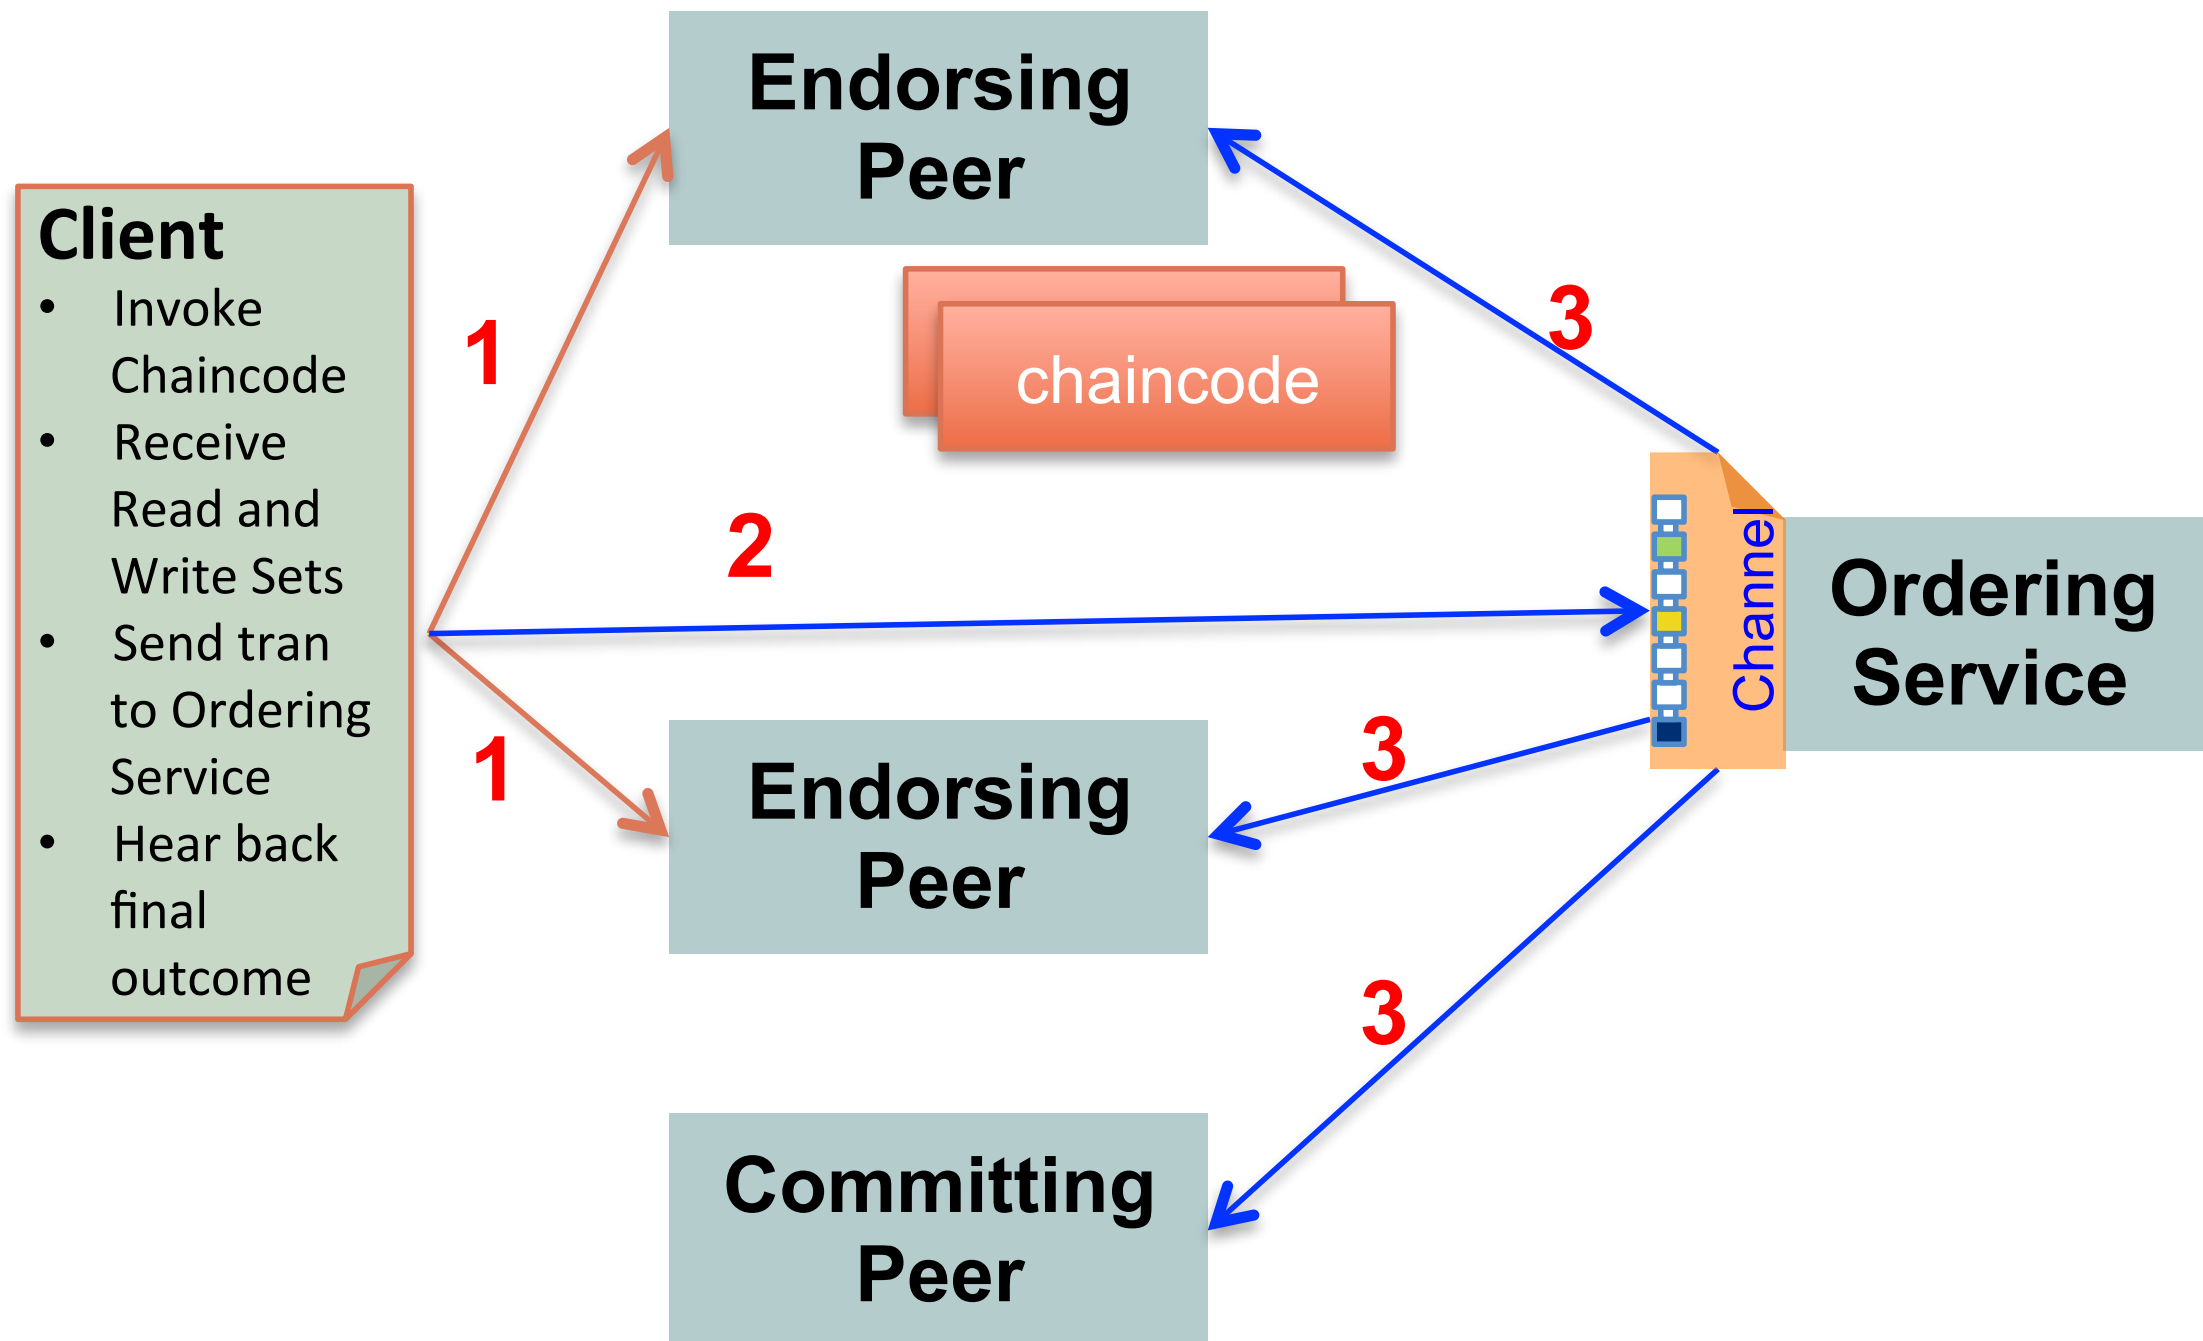 Client
• Invoke
Chaincode
• Receive
Read and
Write Sets
• Send tran
to Ordering
Service
• Hear back
final
outcome
1
1
2
Endorsing
Peer
chaincode
3
Channel
Ordering
Service
Endorsing
Peer
3
3
Committing
Peer